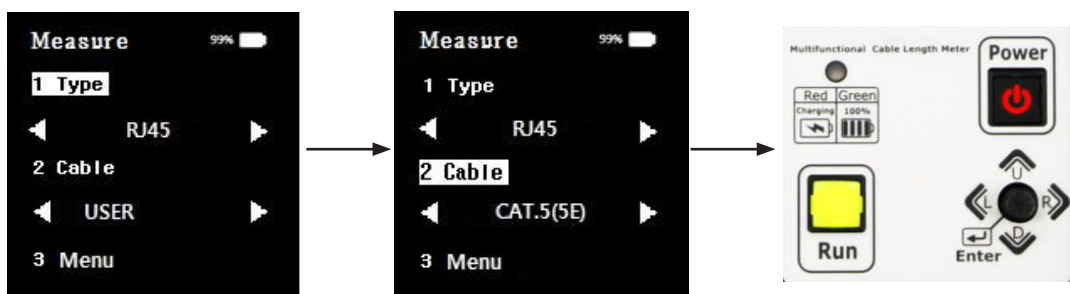 Measure 99%
1 Type
RJ45
2 Cable
USER
3 Menu
Measure 99%
1 Type
RJ45
2 Cable
CAT.5(5E)
3 Menu
Multifunctional Cable Length Meter
Power
Red Green
Charging 100%
U
L R
D
Run
Enter